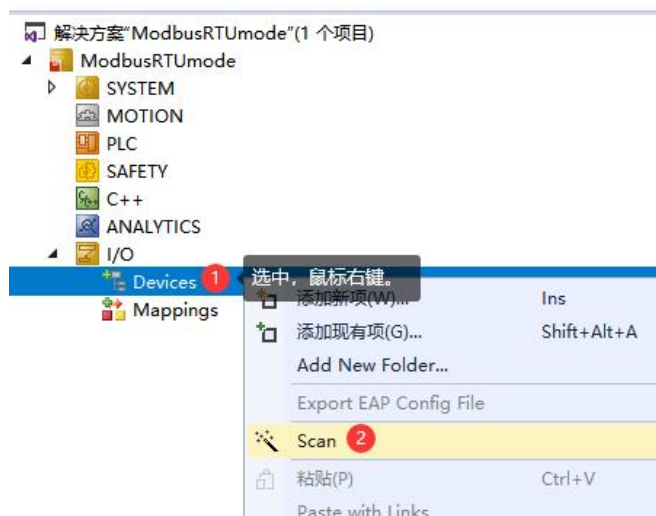 解决方案"ModbusRTUmode"(1 个项目)
ModbusRTUmode
SYSTEM
MOTION
PLC
SAFETY
C++
ANALYTICS
I/O
Devices 1 选中，鼠标右键。
添加新项(W)... Ins
Mappings
添加现有项(G)... Shift+Alt+A
Add New Folder...
Export EAP Config File
Scan 2
粘贴(P) Ctrl+V
Paste with Links